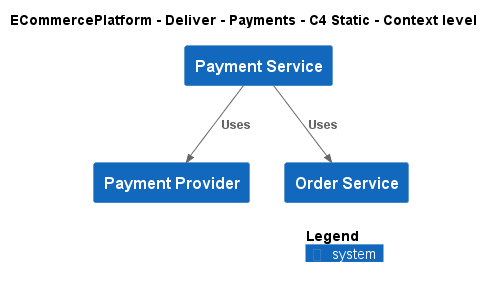 ECommercePlatform - Deliver - Payments - C4 Static - Context level
Payment Service
Uses
Uses
Payment Provider
Order Service
Legend
system